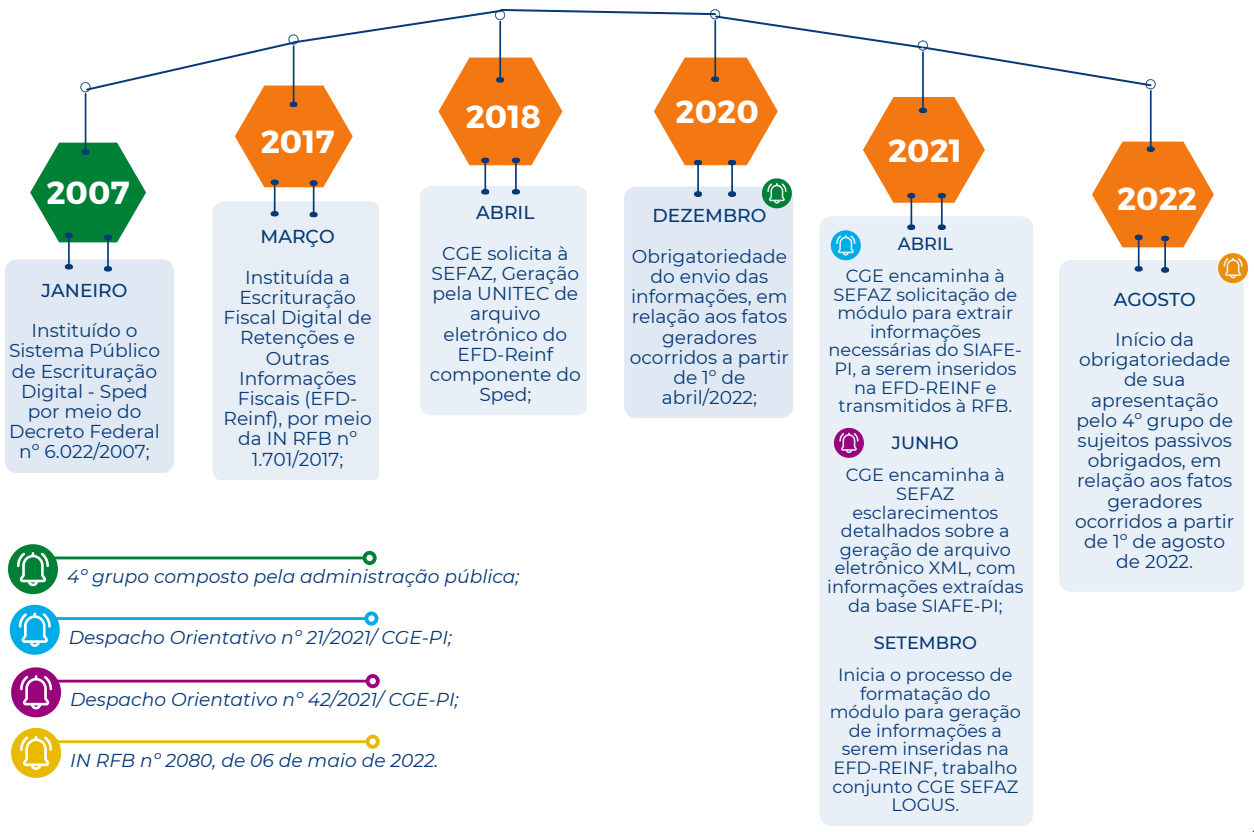 2007
JANEIRO
Instituído o
Sistema Público
de Escrituração
Digital - Sped
por meio do
Decreto Federal
nº 6.022/2007;
2017
MARÇO
Instituída a
Escrituração
Fiscal Digital de
Retenções e
Outras
Informações
Fiscais (EFD-
Reinf), por meio
da IN RFB nº
1.701/2017;
2018
ABRIL
CGE solicita à
SEFAZ, Geração
pela UNITEC de
arquivo
eletrônico do
EFD-Reinf
componente do
Sped;
2020
DEZEMBRO
Obrigatoriedade
do envio das
informações, em
relação aos fatos
geradores
ocorridos a partir
de 1º de
abril/2022;
2021
ABRIL
CGE encaminha à
SEFAZ solicitação de
módulo para extrair
informações
necessárias do SIAFE-
PI, a serem inseridos
na EFD-REINF e
transmitidos à RFB.
JUNHO
CGE encaminha à
SEFAZ
esclarecimentos
detalhados sobre a
geração de arquivo
eletrônico XML, com
informações extraídas
da base SIAFE-PI;
SETEMBRO
Inicia o processo de
formatação do
módulo para geração
de informações a
serem inseridas na
EFD-REINF, trabalho
conjunto CGE SEFAZ
LOGUS.
2022
AGOSTO
Início da
obrigatoriedade
de sua
apresentação
pelo 4º grupo de
sujeitos passivos
obrigados, em
relação aos fatos
geradores
ocorridos a partir
de 1º de agosto
de 2022.
4º grupo composto pela administração pública;
Despacho Orientativo nº 21/2021/ CGE-PI;
Despacho Orientativo nº 42/2021/ CGE-PI;
IN RFB nº 2080, de 06 de maio de 2022.